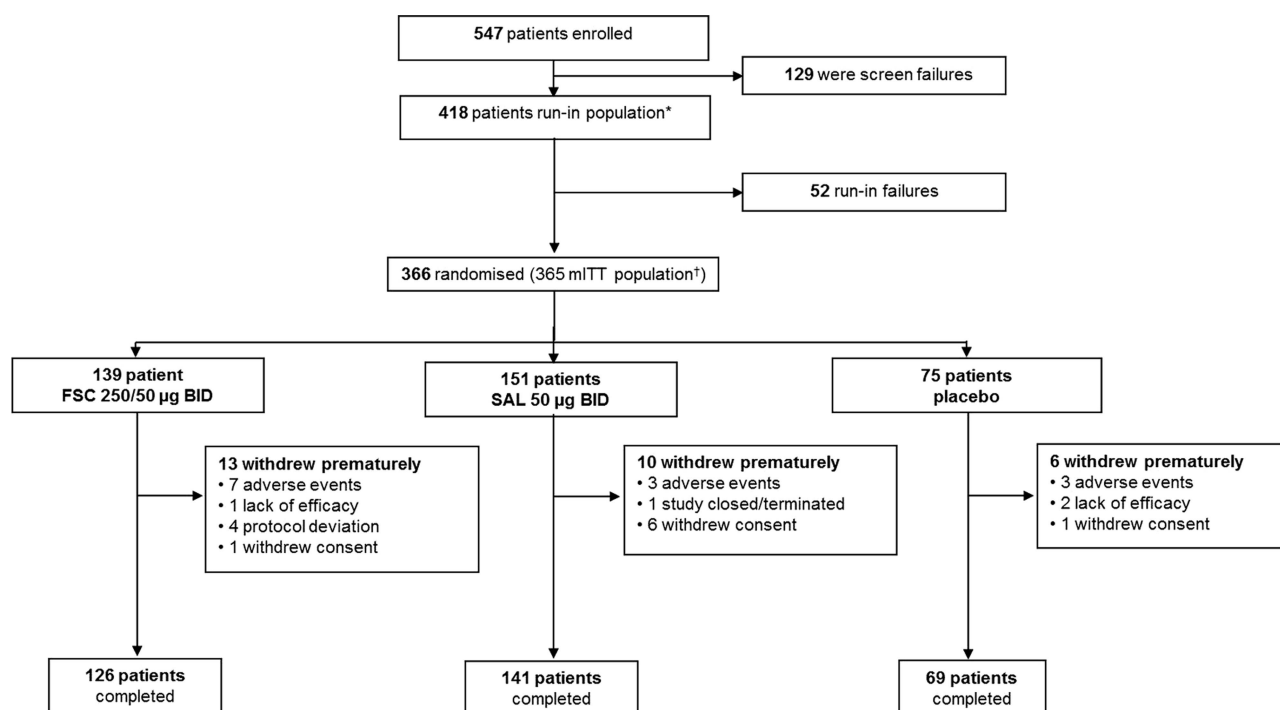 547 patients enrolled
129 were screen failures
418 patients run-in population*
52 run-in failures
366 randomised (365 mITT population†)
139 patient
FSC 250/50 µg BID
151 patients
SAL 50 µg BID
75 patients
placebo
13 withdrew prematurely
• 7 adverse events
• 1 lack of efficacy
• 4 protocol deviation
• 1 withdrew consent
10 withdrew prematurely
• 3 adverse events
• 1 study closed/terminated
• 6 withdrew consent
6 withdrew prematurely
• 3 adverse events
• 2 lack of efficacy
• 1 withdrew consent
126 patients
completed
141 patients
completed
69 patients
completed